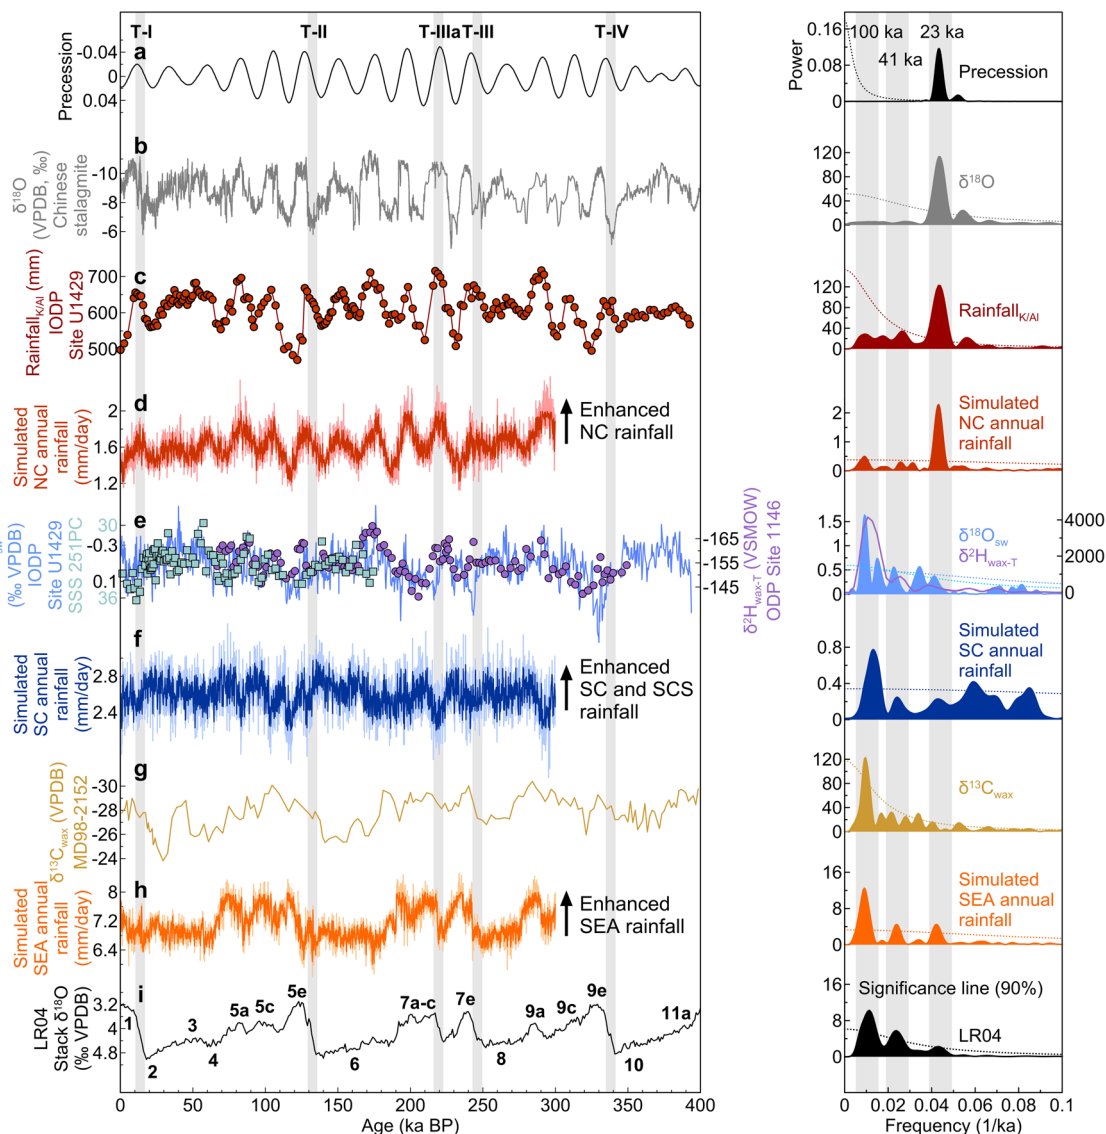 T-I T-II T-IIIa T-III T-IV
a
Precession
-0.04
0
0.04
b
δ18O
(VPDB, ‰)
Chinese
stalagmite
-10
-8
-6
c
RainfallK/Al (mm)
IODP
Site U1429
700
600
500
d
Simulated
NC annual
rainfall
(mm/day)
2
1.6
1.2
Enhanced
NC rainfall
e
(‰ VPDB)
IODP
Site U1429
SSS 251PC
30
-0.3
0.1
36
-165
-155
-145
δ2Hwax-T (VSMOW)
ODP Site 1146
f
Simulated
SC annual
rainfall
(mm/day)
2.8
2.4
Enhanced
SC and SCS
rainfall
g
δ13Cwax (VPDB)
MD98-2152
-30
-28
-26
-24
h
Simulated
SEA annual
rainfall
(mm/day)
8
7.2
6.4
Enhanced
SEA rainfall
i
LR04
Stack δ18O
(‰ VPDB)
3.2
4
4.8
1 2 3 4 5a 5c 5e 6 7a-c 7e 8 9a 9c 9e 10 11a
0 50 100 150 200 250 300 350 400
Age (ka BP)
Power
0.16
0.08
0
100 ka 23 ka
41 ka
Precession
120
80
40
0
δ18O
120
80
40
0
RainfallK/Al
2
1
0
Simulated
NC annual
rainfall
1.5
1
0.5
0
δ18Osw
δ2Hwax-T
4000
2000
0
0.8
0.4
0
Simulated
SC annual
rainfall
120
80
40
0
δ13Cwax
16
8
0
Simulated
SEA annual
rainfall
16
8
0
Significance line (90%)
LR04
0 0.02 0.04 0.06 0.08 0.1
Frequency (1/ka)